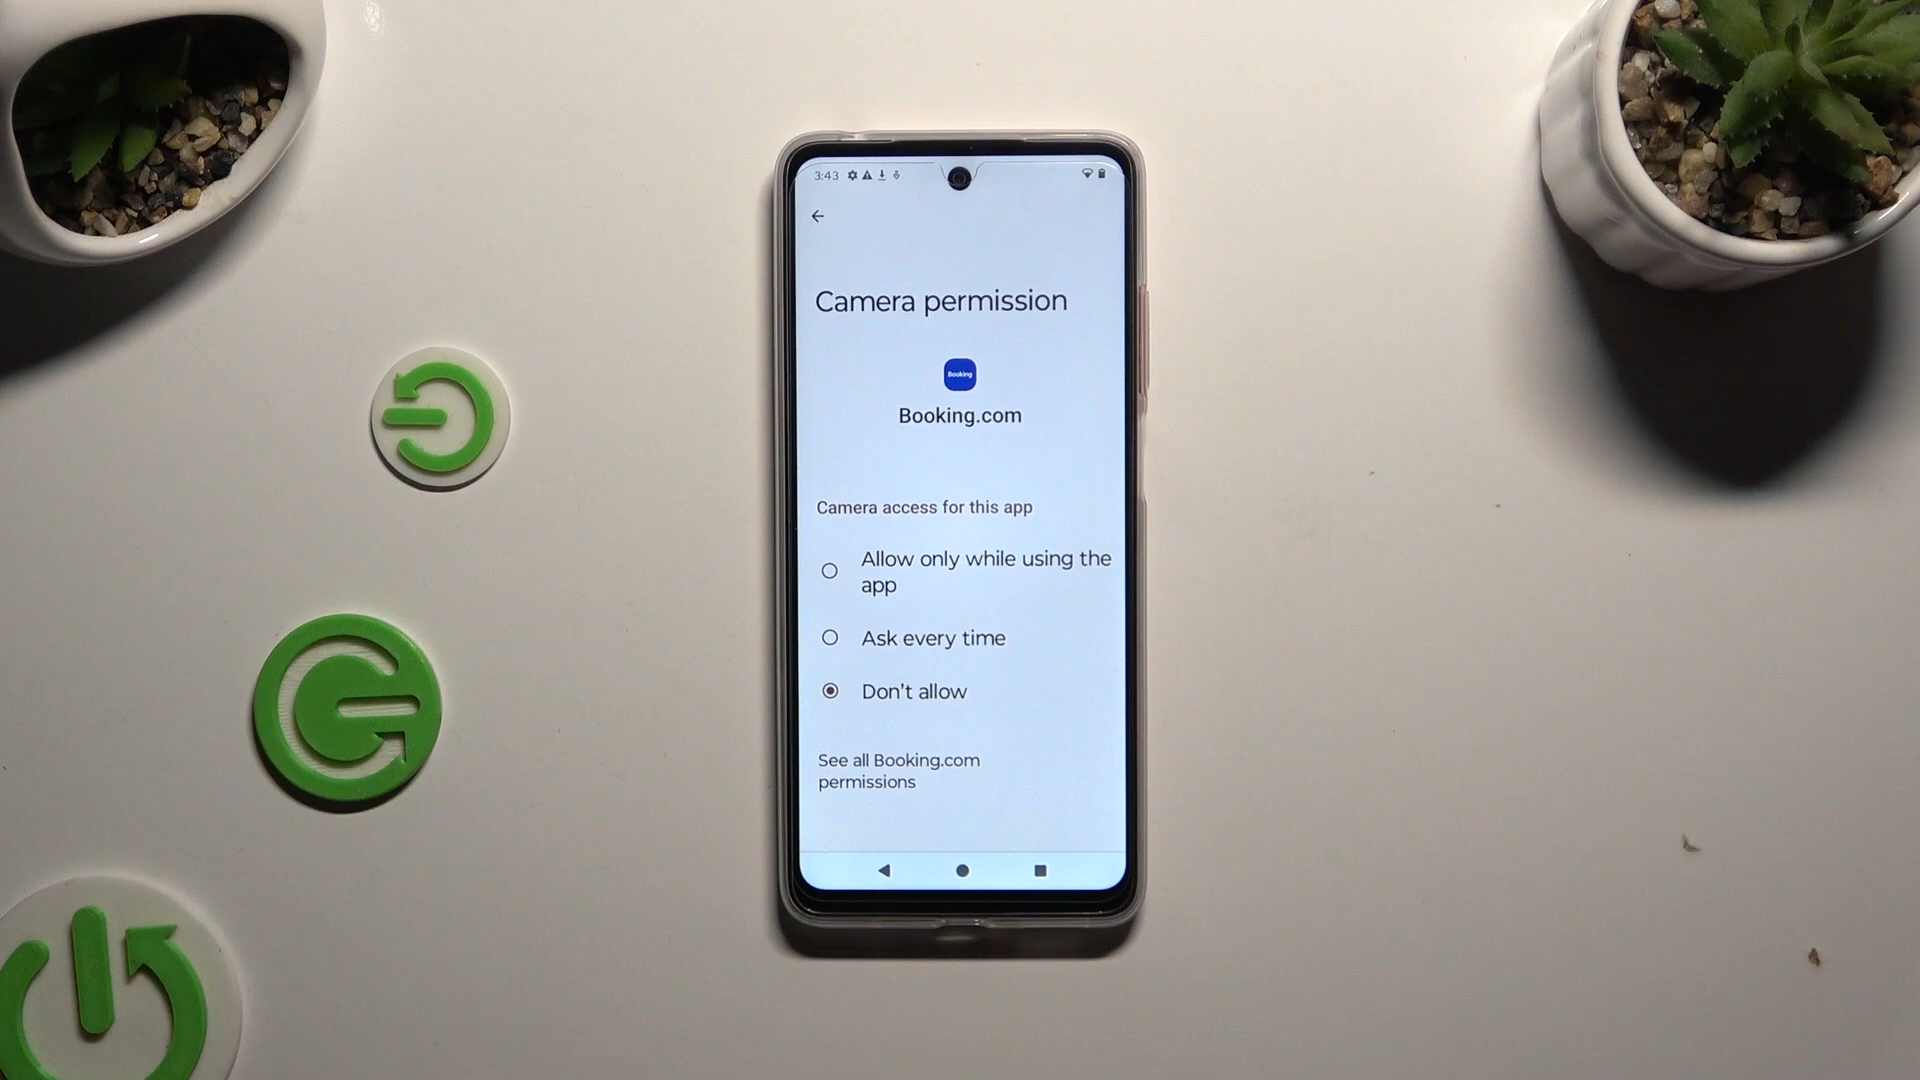 3:43
Camera permission
Booking
Booking.com
Camera access for this app
Allow only while using the
app
Ask every time
Don't allow
See all Booking.com
permissions